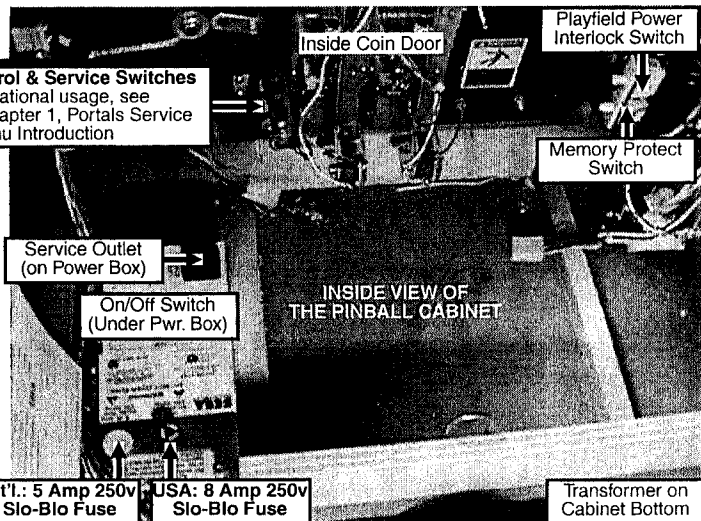 Inside Coin Door
Playfield Power
Interlock Switch
rol & Service Switches
ational usage, see
apter 1, Portals Service
nu Introduction
Memory Protect
Switch
Service Outlet
(on Power Box)
On/Off Switch
(Under Pwr. Box)
INSIDE VIEW OF
THE PINBALL CABINET
t'l.: 5 Amp 250v
Slo-Blo Fuse
USA: 8 Amp 250v
Slo-Blo Fuse
Transformer on
Cabinet Bottom